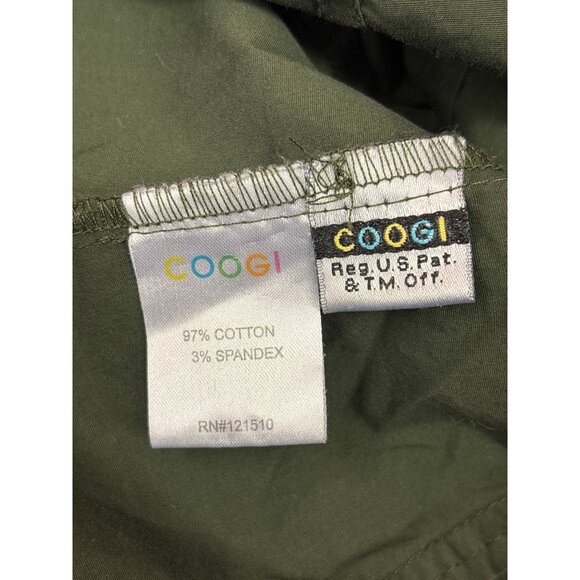 COOGI
97% COTTON
3% SPANDEX
RN#121510
COOGI
Reg.U.S.Pat.
& T.M. Off.